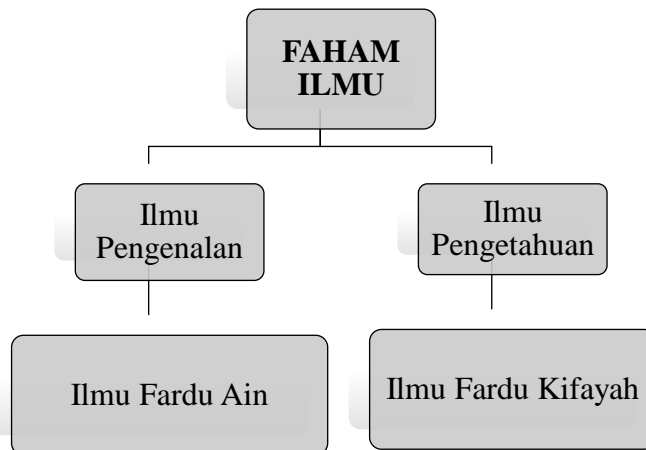 FAHAM
ILMU
Ilmu
Pengenalan
Ilmu
Pengetahuan
Ilmu Fardu Ain
Ilmu Fardu Kifayah